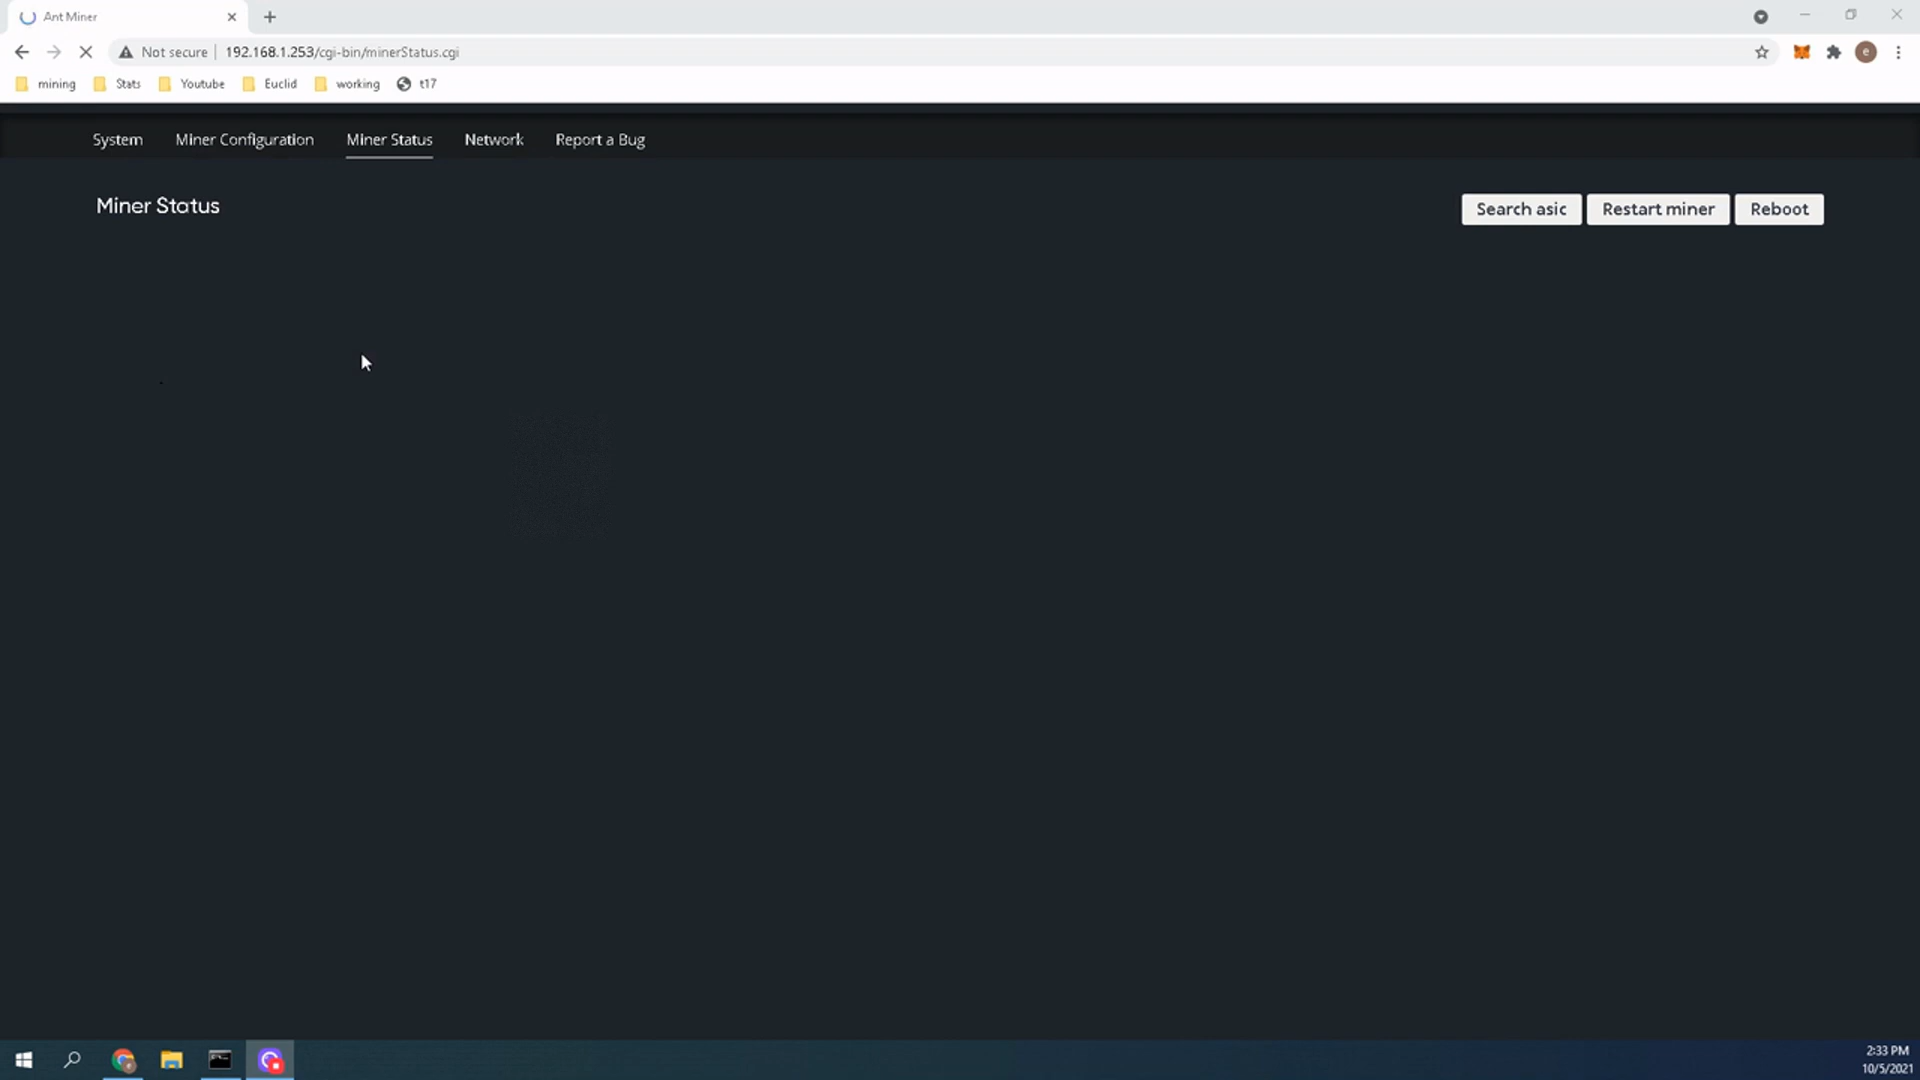 Ant Miner
Not secure
192.168.1.253/cgi-bin/minerStatus.cgi
e
mining
Stats
Youtube
Euclid
working
t17
System
Miner Configuration
Miner Status
Network
Report a Bug
Miner Status
Search asic
Restart miner
Reboot
2:33 PM
10/5/2021